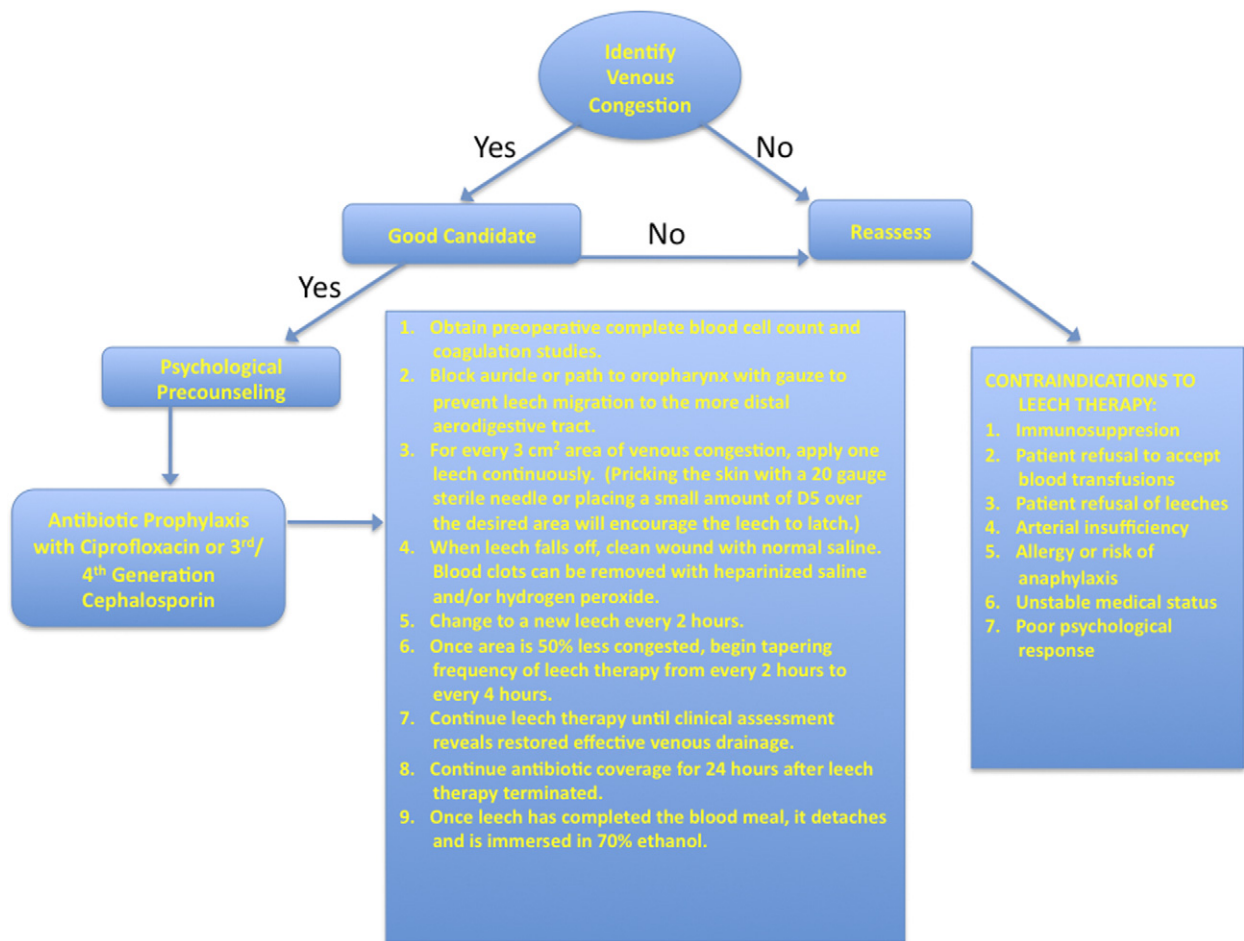 Identify
Venous
Congestion
Yes
No
Good Candidate
No
Reassess
Yes
Psychological
Precounseling
Antibiotic Prophylaxis
with Ciprofloxacin or 3rd/
4th Generation
Cephalosporin
1. Obtain preoperative complete blood cell count and
coagulation studies.
2. Block auricle or path to oropharynx with gauze to
prevent leech migration to the more distal
aerodigestive tract.
3. For every 3 cm2 area of venous congestion, apply one
leech continuously. (Pricking the skin with a 20 gauge
sterile needle or placing a small amount of D5 over
the desired area will encourage the leech to latch.)
4. When leech falls off, clean wound with normal saline.
Blood clots can be removed with heparinized saline
and/or hydrogen peroxide.
5. Change to a new leech every 2 hours.
6. Once area is 50% less congested, begin tapering
frequency of leech therapy from every 2 hours to
every 4 hours.
7. Continue leech therapy until clinical assessment
reveals restored effective venous drainage.
8. Continue antibiotic coverage for 24 hours after leech
therapy terminated.
9. Once leech has completed the blood meal, it detaches
and is immersed in 70% ethanol.
CONTRAINDICATIONS TO
LEECH THERAPY:
1. Immunosuppresion
2. Patient refusal to accept
blood transfusions
3. Patient refusal of leeches
4. Arterial insufficiency
5. Allergy or risk of
anaphylaxis
6. Unstable medical status
7. Poor psychological
response